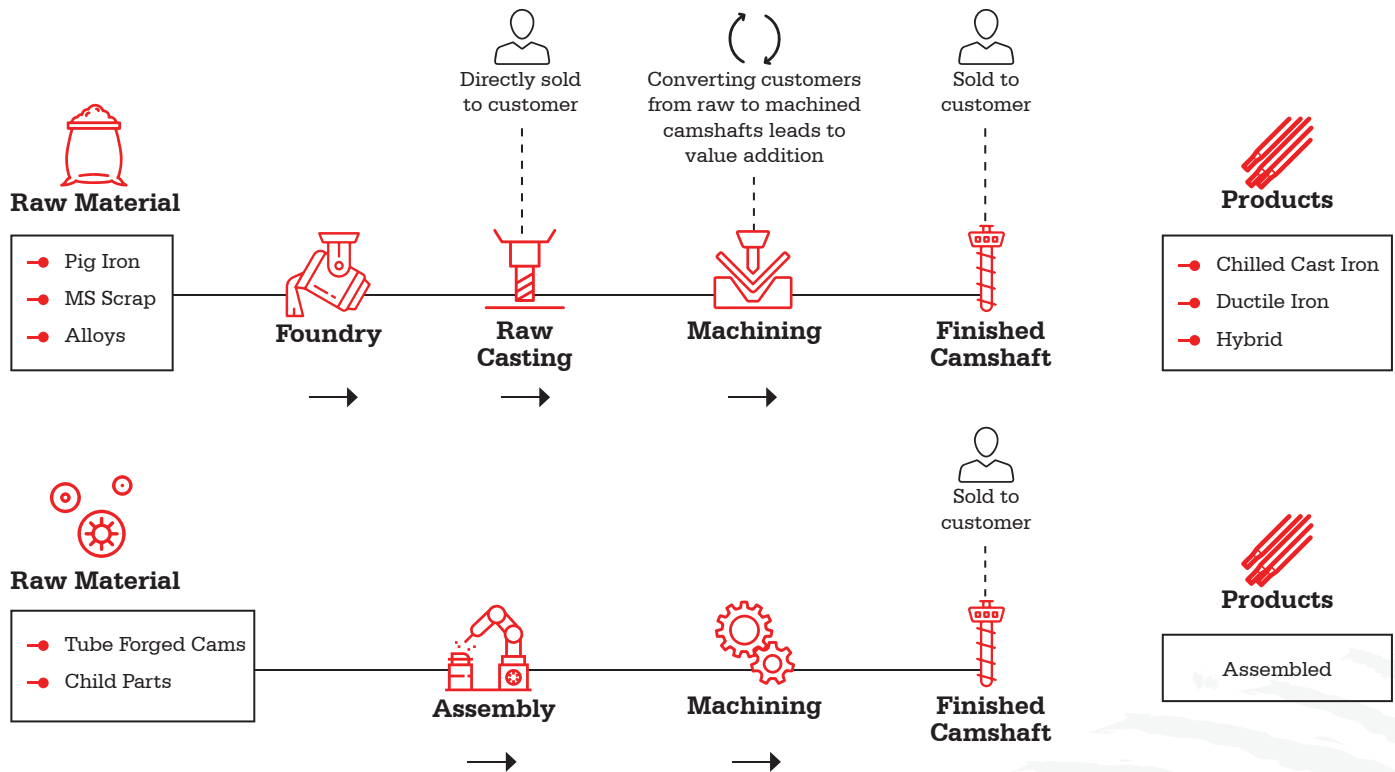 Directly sold
to customer
Converting customers
from raw to machined
camshafts leads to
value addition
Sold to
customer
Raw Material
Pig Iron
MS Scrap
Alloys
Foundry
Raw
Casting
Machining
Finished
Camshaft
Products
Chilled Cast Iron
Ductile Iron
Hybrid
Sold to
customer
Raw Material
Tube Forged Cams
Child Parts
Assembly
Machining
Finished
Camshaft
Products
Assembled